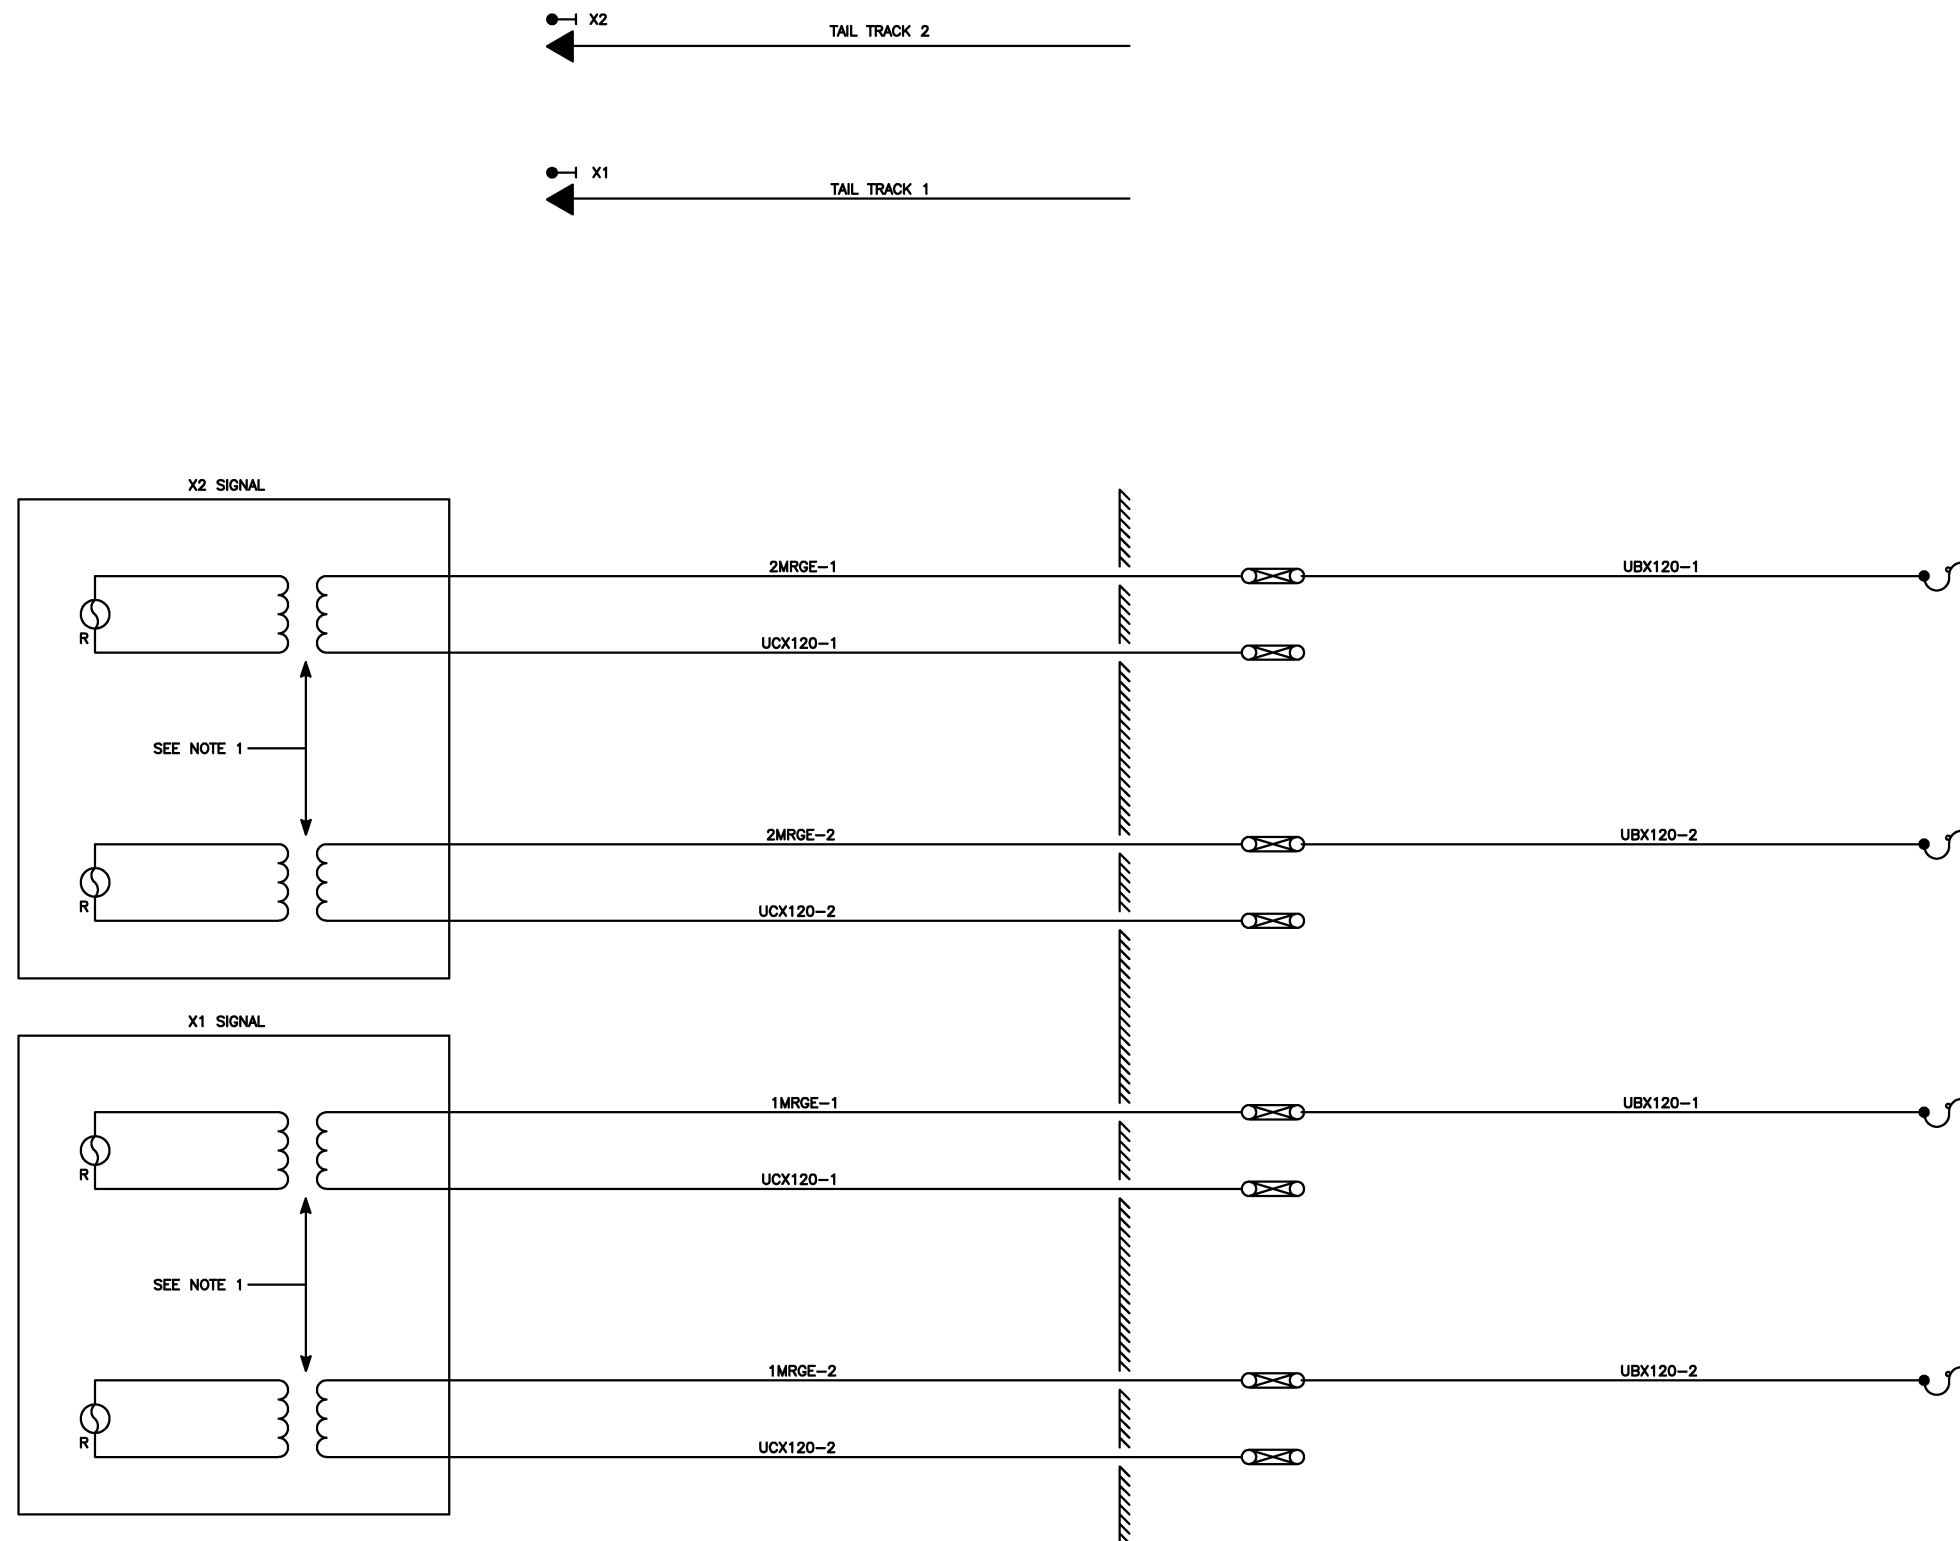 X2
TAIL TRACK 2
X1
TAIL TRACK 1
X2 SIGNAL
2MRGE-1
UBX120-1
R
UCX120-1
SEE NOTE 1
2MRGE-2
UBX120-2
R
UCX120-2
X1 SIGNAL
1MRGE-1
UBX120-1
R
UCX120-1
SEE NOTE 1
1MRGE-2
UBX120-2
R
UCX120-2